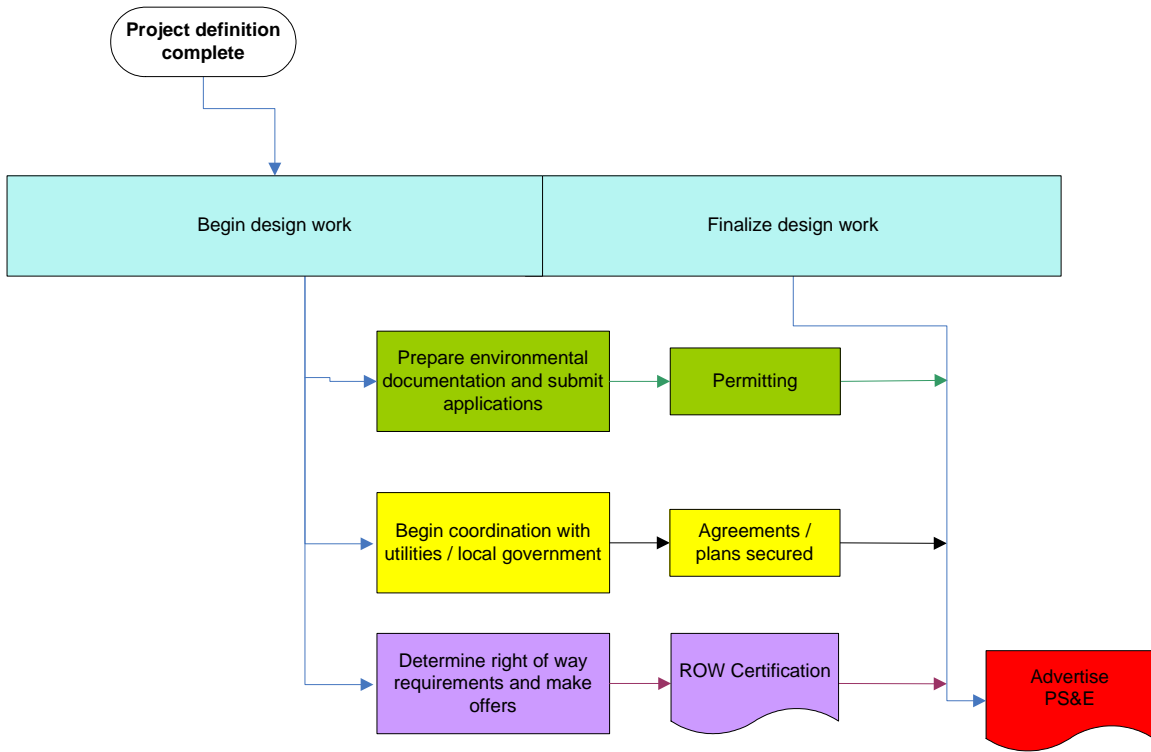 Project definition
complete
Begin design work
Finalize design work
Prepare environmental
documentation and submit
applications
Permitting
Begin coordination with
utilities / local government
Agreements /
plans secured
Determine right of way
requirements and make
offers
ROW Certification
Advertise
PS&E